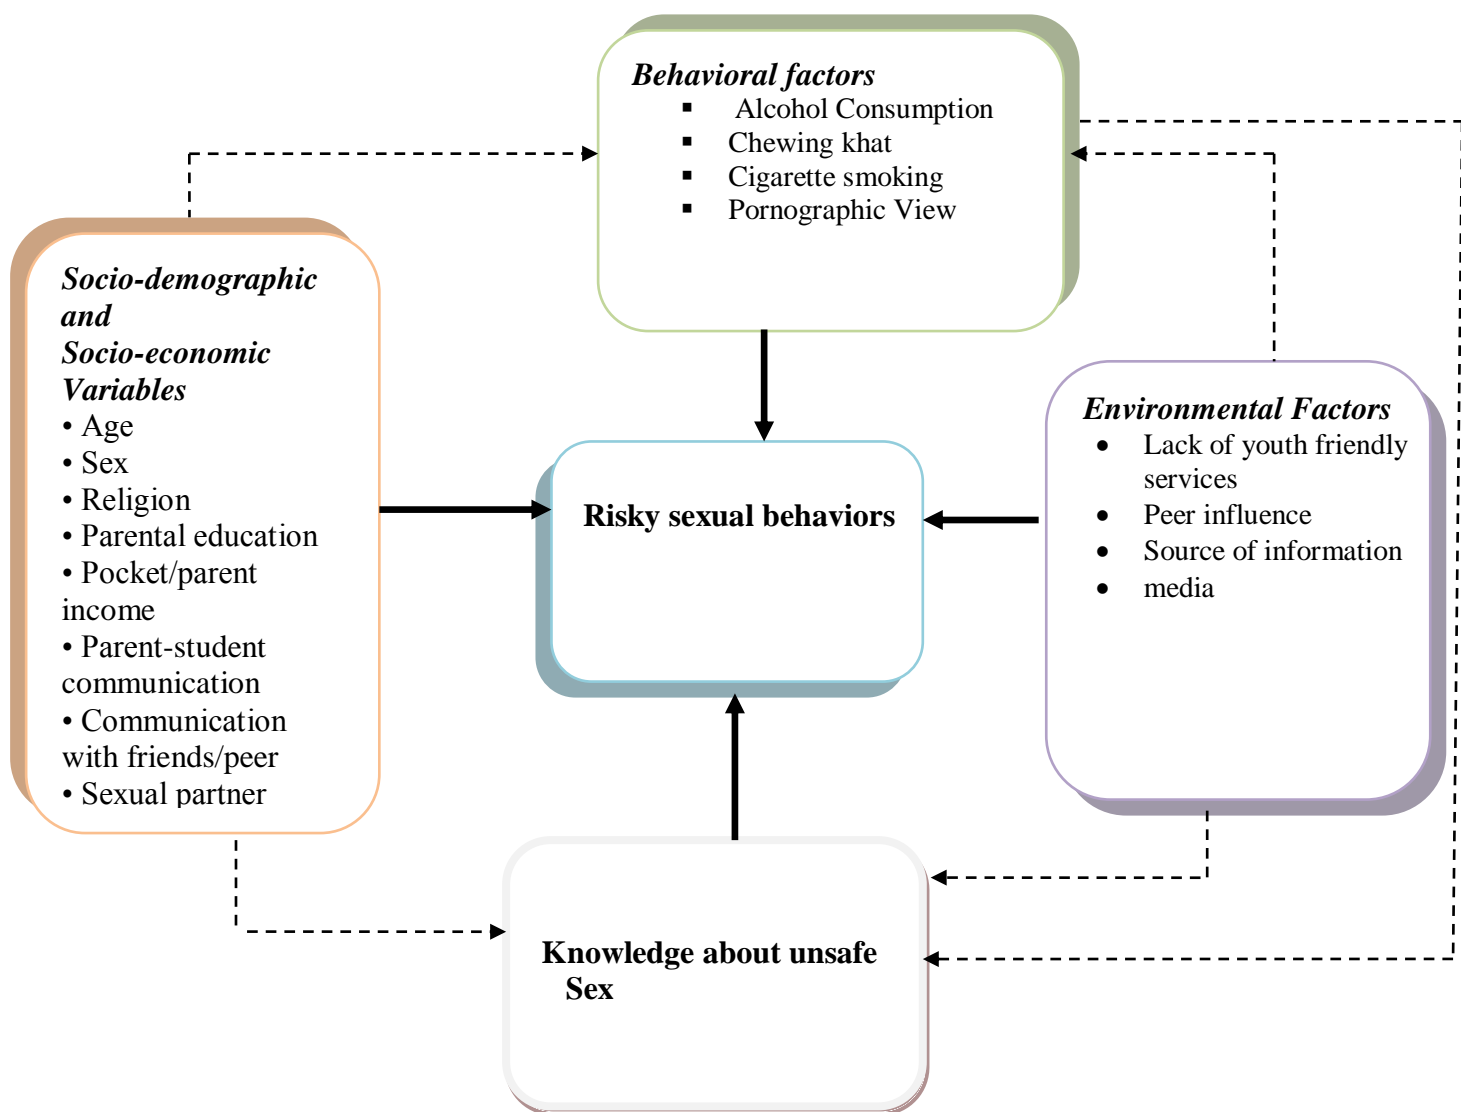 Behavioral factors
▪ Alcohol Consumption
▪ Chewing khat
▪ Cigarette smoking
▪ Pornographic View
Socio-demographic
and
Socio-economic
Variables
• Age
• Sex
• Religion
• Parental education
• Pocket/parent
income
• Parent-student
communication
• Communication
with friends/peer
• Sexual partner
Risky sexual behaviors
Environmental Factors
• Lack of youth friendly
services
• Peer influence
• Source of information
• media
Knowledge about unsafe
Sex